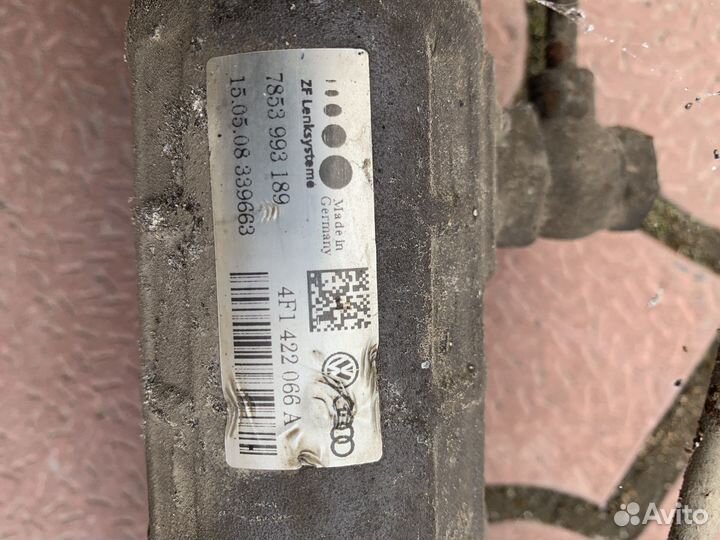 ZF Lenksysteme
Made in
Germany
7853 993 189
15.05.08 339663
4F1 422 066 A
Avito